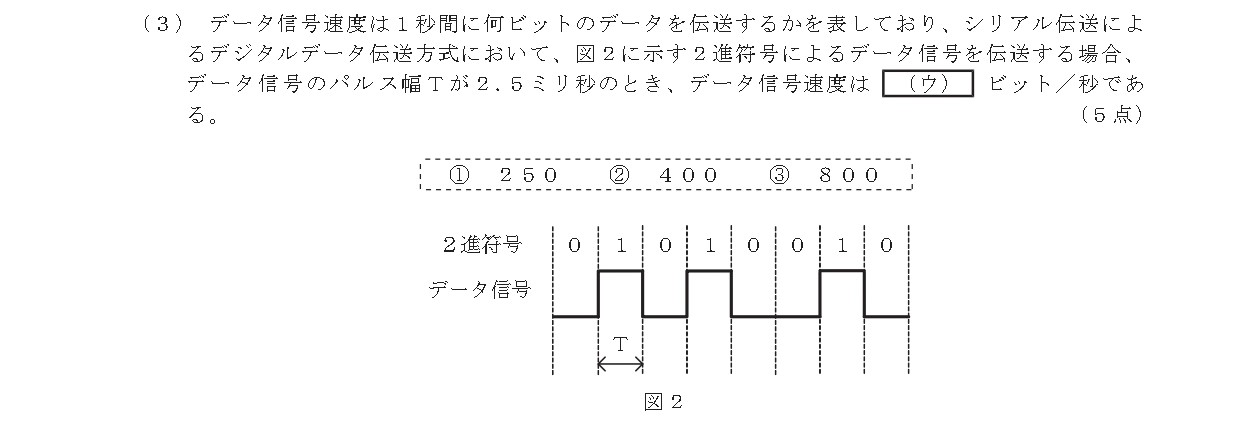 (３) データ信号速度は１秒間に何ビットのデータを伝送するかを表しており、シリアル伝送によ
るデジタルデータ伝送方式において、図２に示す２進符号によるデータ信号を伝送する場合、
データ信号のパルス幅Ｔが２.５ミリ秒のとき、データ信号速度は (ウ) ビット／秒であ
る。 (５点)
① ２５０ ② ４００ ③ ８００
２進符号 ０ １ ０ １ ０ ０ １ ０
データ信号
Ｔ
図２